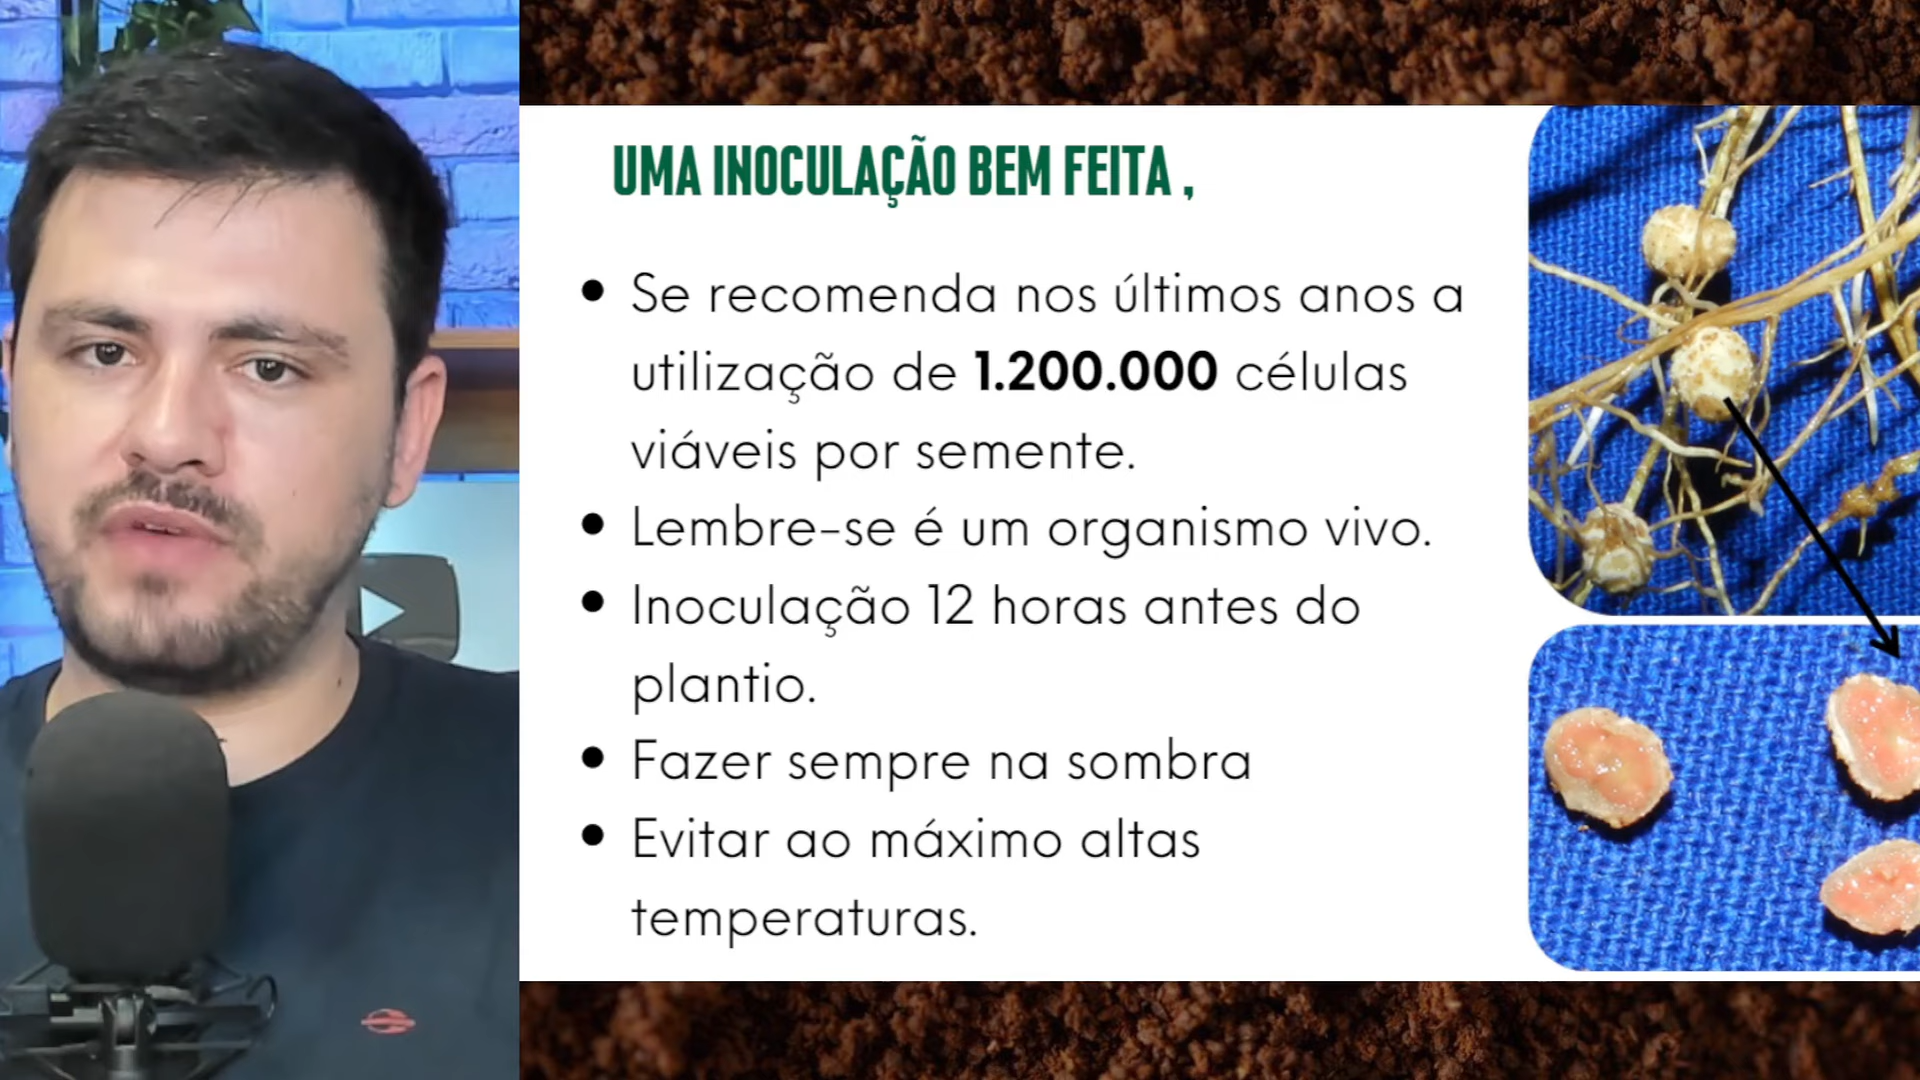 UMA INOCULAÇÃO BEM FEITA ,
Se recomenda nos últimos anos a
utilização de 1.200.000 células
viáveis por semente.
Lembre-se é um organismo vivo.
Inoculação 12 horas antes do
plantio.
Fazer sempre na sombra
Evitar ao máximo altas
temperaturas.